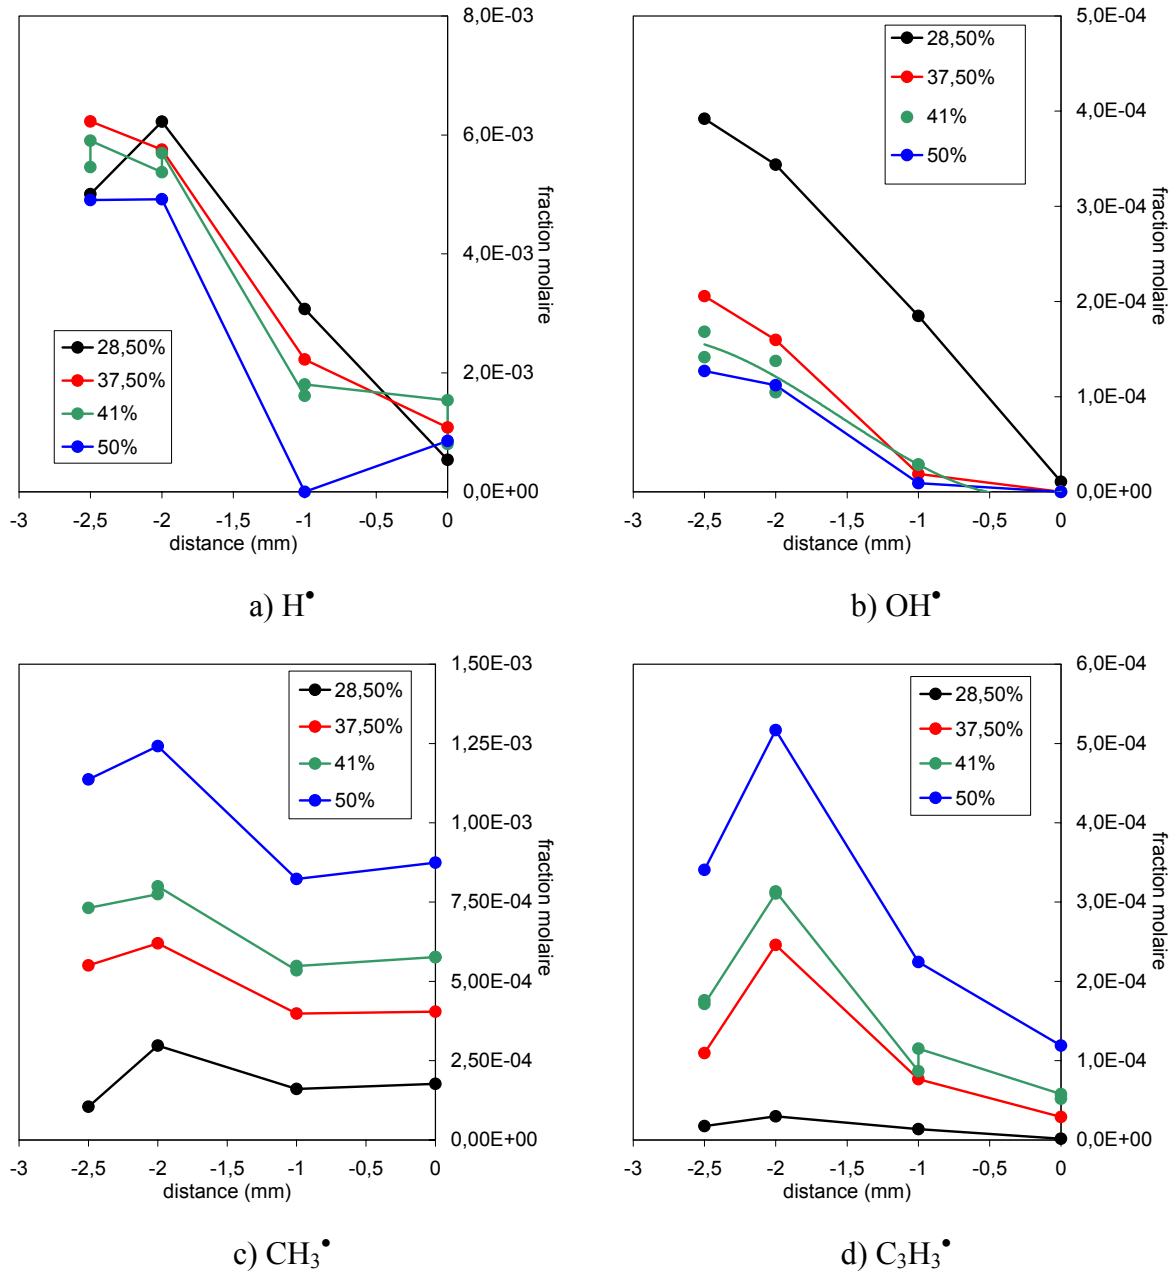 8,0E-03
6,0E-03
4,0E-03
2,0E-03
0,0E+00
fraction molaire
28,50%
37,50%
41%
50%
-3 -2,5 -2 -1,5 -1 -0,5 0
distance (mm)
a) H•
5,0E-04
4,0E-04
3,0E-04
2,0E-04
1,0E-04
0,0E+00
fraction molaire
28,50%
37,50%
41%
50%
-3 -2,5 -2 -1,5 -1 -0,5 0
distance (mm)
b) OH•
1,50E-03
1,25E-03
1,00E-03
7,50E-04
5,00E-04
2,50E-04
0,00E+00
fraction molaire
28,50%
37,50%
41%
50%
-3 -2,5 -2 -1,5 -1 -0,5 0
distance (mm)
c) CH₃•
6,0E-04
5,0E-04
4,0E-04
3,0E-04
2,0E-04
1,0E-04
0,0E+00
fraction molaire
28,50%
37,50%
41%
50%
-3 -2,5 -2 -1,5 -1 -0,5 0
distance (mm)
d) C₃H₃•